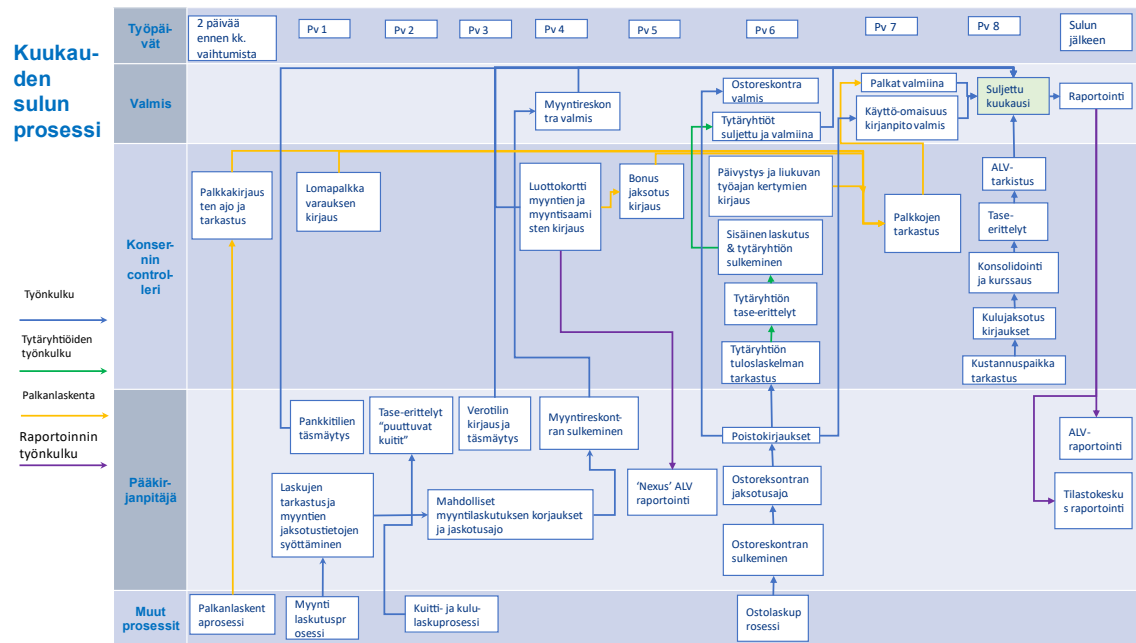 Kuukau-
den
sulun
prosessi
Työkulku
Tytäryhtiöiden
työnkulku
Palkanlaskenta
Raportoinnin
työnkulku
Työpäi-
vät
2 päivää
ennen kk.
vaihtumista
Pv 1
Pv 2
Pv 3
Pv 4
Pv 5
Pv 6
Pv 7
Pv 8
Sulun
jälkeen
Valmis
Myyntireskon
tra valmis
Ostoreskontra
valmis
Tytäryhtiöt
suljettu ja valmiina
Palkat valmiina
Käyttö-omaisuus
kirjanpito valmis
Suljettu
kuukausi
Raportointi
Konser-
nin
control-
leri
Palkkakirjaus
ten ajo ja
tarkastus
Lomapalkka
varauksen
kirjaus
Luottokortti
myyntien ja
myyntisaami
sten kirjaus
Bonus
jaksotus
kirjaus
Päivystys- ja liukuvan
työajan kertymien
kirjaus
Sisäinen laskutus
& tytäryhtiön
sulkeminen
Tytäryhtiön
tase-erittelyt
Tytäryhtiön
tuloslaskelman
tarkastus
Palkkojen
tarkastus
ALV-
tarkistus
Tase-
erittelyt
Konsolidointi
ja kurssaus
Kulujaksotus
kirjaukset
Kustannuspaikka
tarkastus
Pääkir-
janpitäjä
Pankkitilien
täsmäytys
Tase-erittelyt
"puuttuvat
kuitit"
Verotilin
kirjaus ja
täsmäytys
Myyntireskont-
ran sulkeminen
Laskujen
tarkastus ja
myyntien
jaksotustietojen
syöttäminen
Mahdolliset
myyntilaskutuksen korjaukset
ja jaskotusajo
'Nexus' ALV
raportointi
Poistokirjaukset
Ostoreksontran
jaksotusajo.
Ostoreskontran
sulkeminen
ALV-
raportointi
Tilastokesku
s raportointi
Muut
prosessit
Palkanlaskent
aprosessi
Myynti
laskutuspr
osessi
Kuitti- ja kulu-
laskuprosessi
Ostolaskup
rosessi